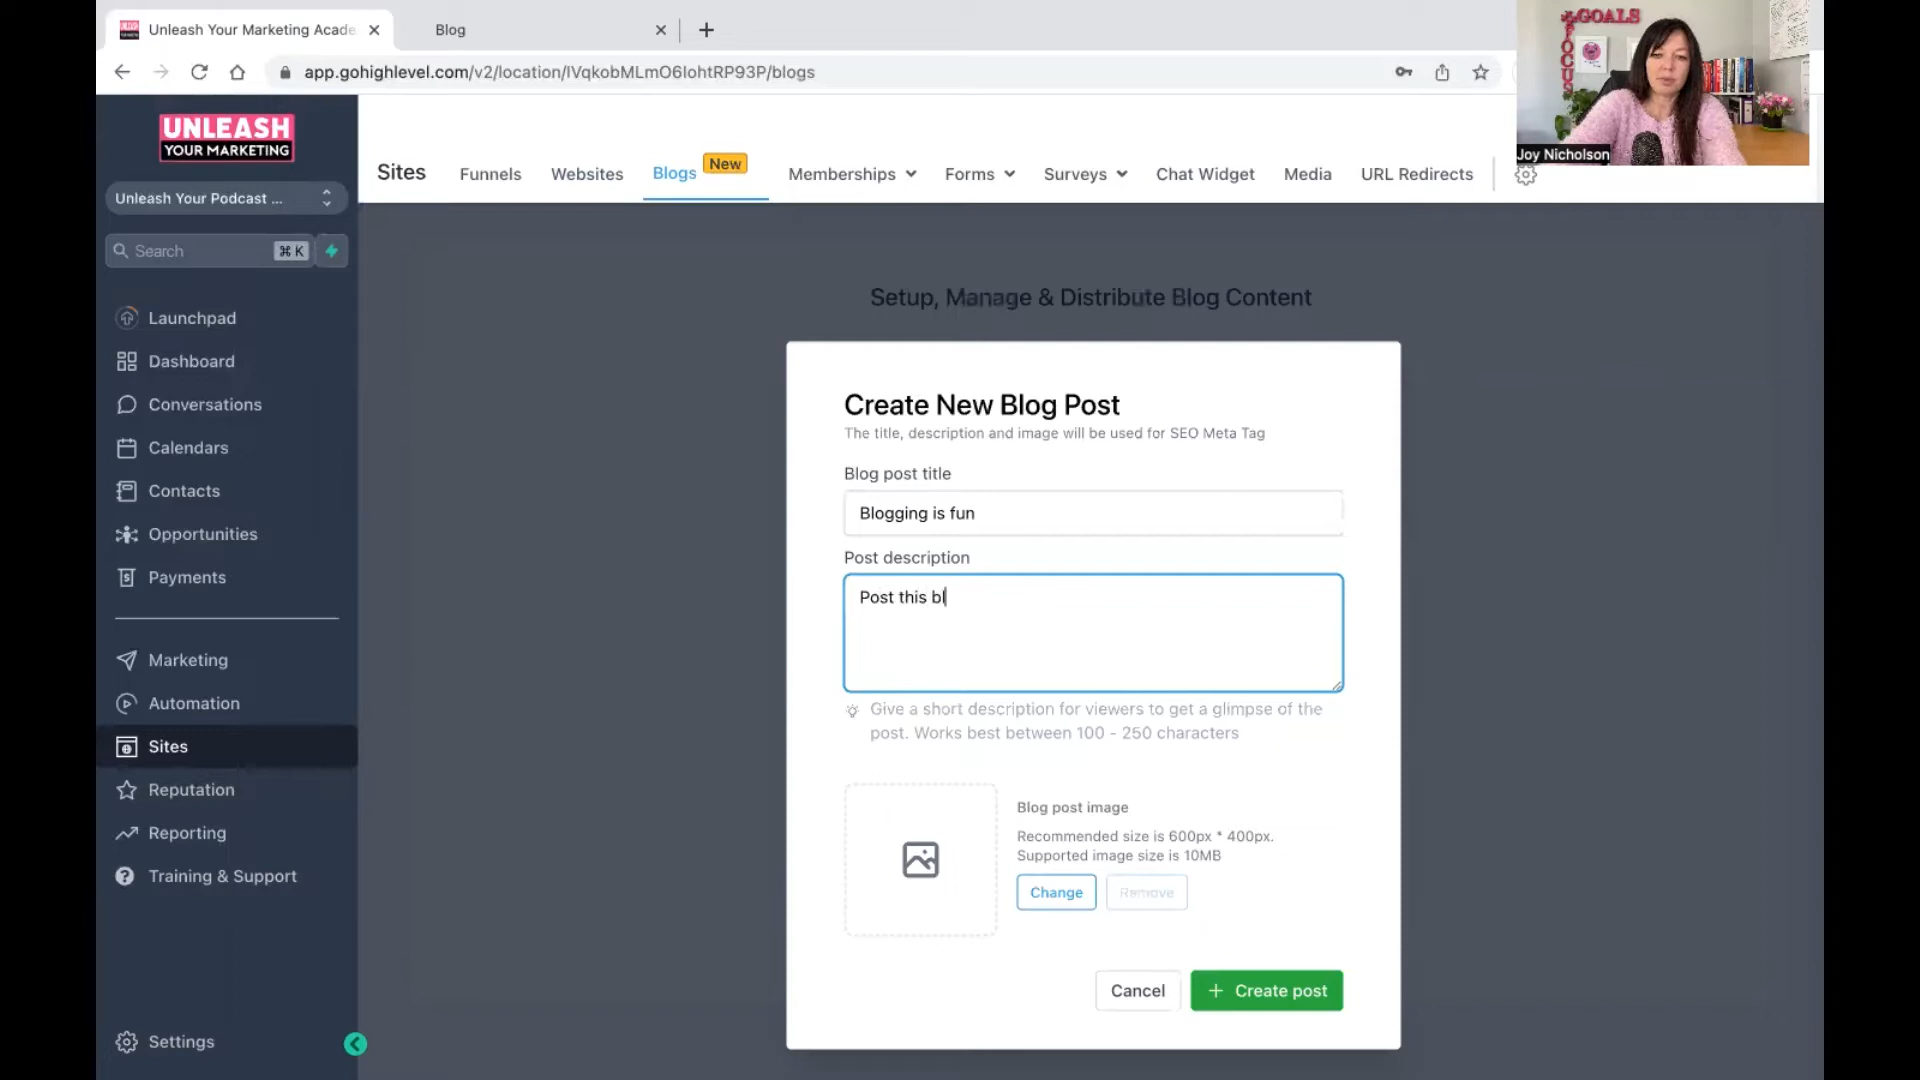 Unleash Your Marketing Acade
Blog
app.gohighlevel.com/v2/location/lVqkobMLmO6lohtRP93P/blogs
GOALS
FOCUS
Joy Nicholson
UNLEASH
YOUR MARKETING
Unleash Your Podcast ...
Search ⌘ K
Launchpad
Dashboard
Conversations
Calendars
Contacts
Opportunities
Payments
Marketing
Automation
Sites
Reputation
Reporting
Training & Support
Settings
Sites Funnels Websites Blogs New Memberships Forms Surveys Chat Widget Media URL Redirects
Setup, Manage & Distribute Blog Content
Create New Blog Post
The title, description and image will be used for SEO Meta Tag
Blog post title
Blogging is fun
Post description
Post this bl
Give a short description for viewers to get a glimpse of the
post. Works best between 100 - 250 characters
Blog post image
Recommended size is 600px * 400px.
Supported image size is 10MB
Change Remove
Cancel + Create post